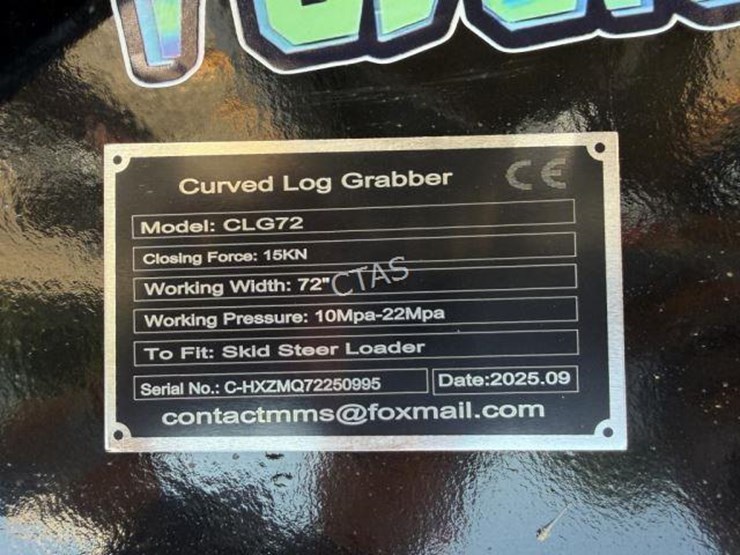 Curved Log Grabber CE
Model: CLG72
Closing Force: 15KN
Working Width: 72"
CTAS
Working Pressure: 10Mpa-22Mpa
To Fit: Skid Steer Loader
Serial No.: C-HXZMQ72250995 Date:2025.09
contactmms@foxmail.com